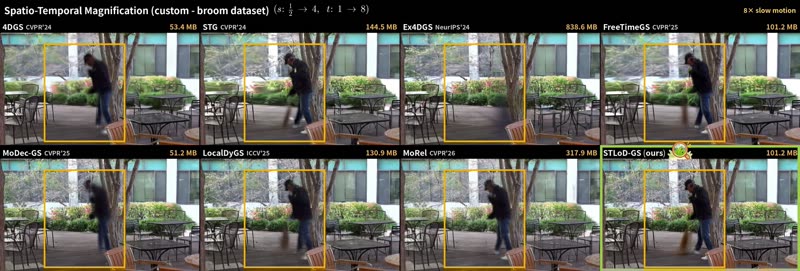 Spatio-Temporal Magnification (custom - broom dataset) (s: 1/2 → 4, t: 1 → 8)
8× slow motion
4DGS CVPR'24 53.4 MB
STG CVPR'24 144.5 MB
Ex4DGS NeurIPS'24 838.6 MB
FreeTimeGS CVPR'25 101.2 MB
MoDec-GS CVPR'25 51.2 MB
LocalDyGS ICCV'25 130.9 MB
MoRel CVPR'26 317.9 MB
STLoD-GS (ours) 101.2 MB